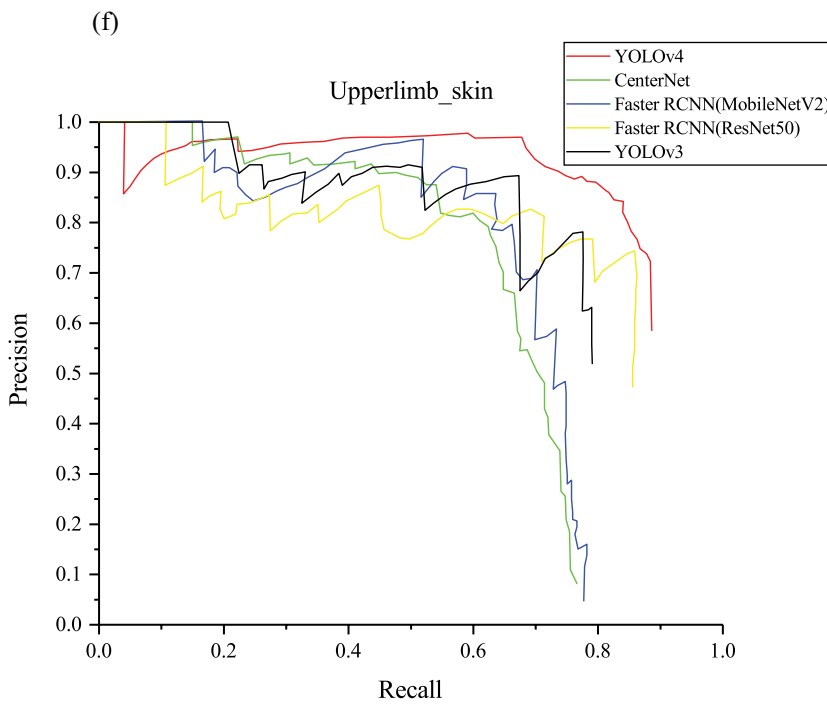 (f)
YOLOv4
CenterNet
Faster RCNN(MobileNetV2)
Faster RCNN(ResNet50)
YOLOv3
Upperlimb_skin
1.0
0.9
0.8
0.7
0.6
0.5
0.4
0.3
0.2
0.1
0.0
Precision
0.0 0.2 0.4 0.6 0.8 1.0
Recall